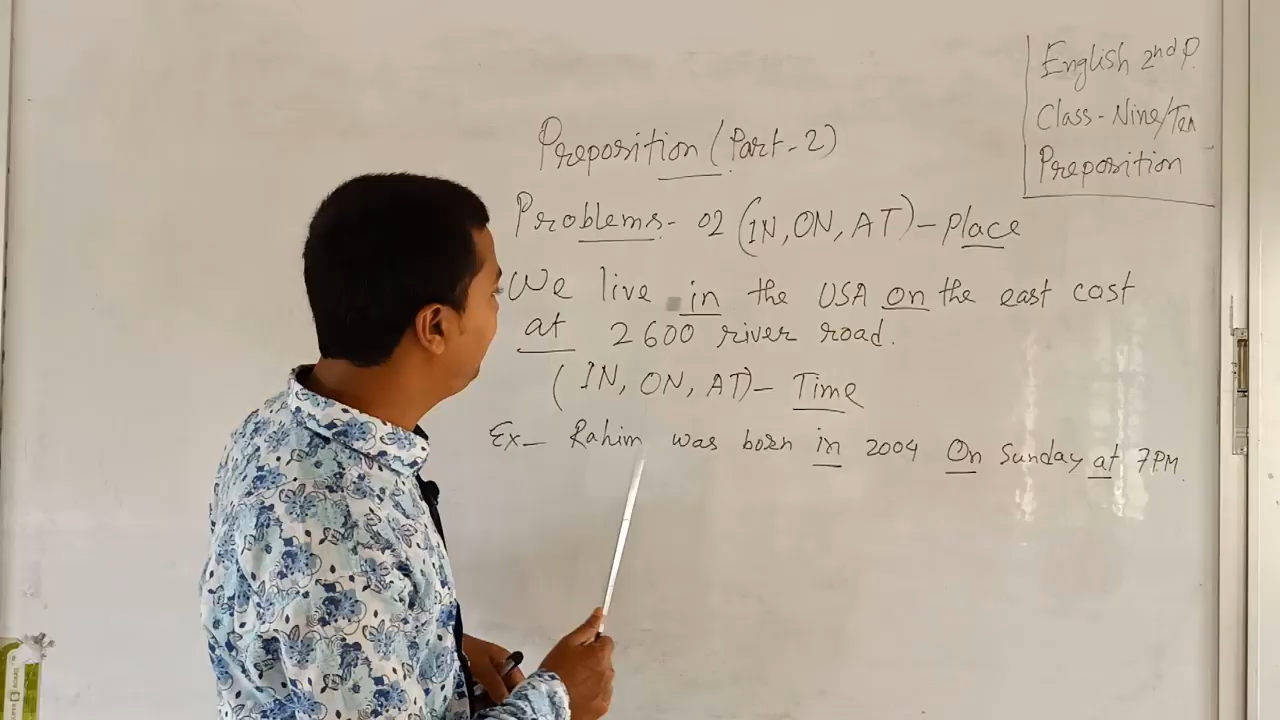 English 2nd P.
Class - Nine/Ten
Preposition
Preposition (Part - 2)
Problems - 02 (IN, ON, AT) - Place
We live in the USA on the east cost
at 2600 river road.
(IN, ON, AT) - Time
Ex - Rahim was born in 2004 On Sunday at 7PM.